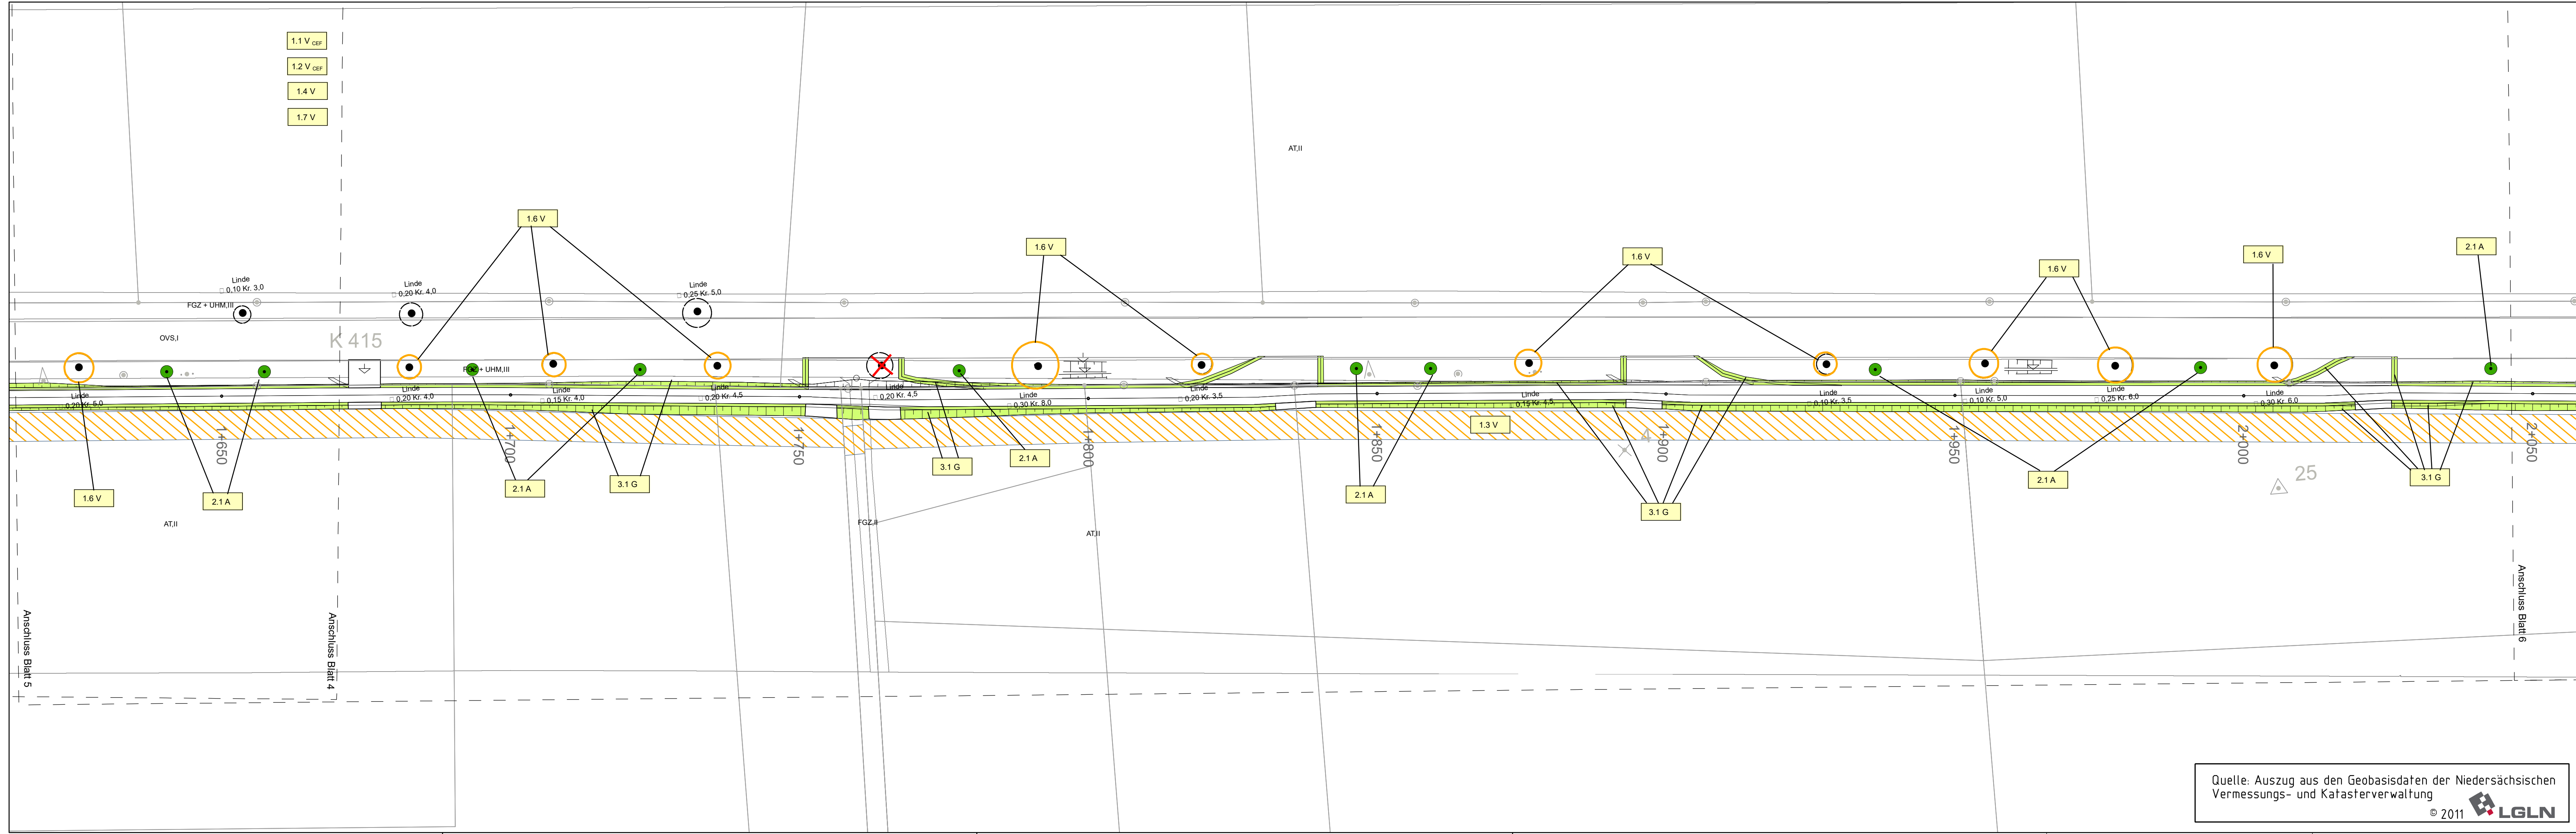 1.1 V CEF
1.2 V CEF
1.4 V
1.7 V
AT,II
1.6 V
1.6 V
1.6 V
1.6 V
1.6 V
2.1 A
Linde
0,10 Kr. 3,0
Linde
0,20 Kr. 4,0
Linde
0,25 Kr. 5,0
FGZ + UHM,III
OVS,I
K 415
FGZ + UHM,III
Linde
0,20 Kr. 5,0
Linde
0,20 Kr. 4,0
Linde
0,15 Kr. 4,0
Linde
0,20 Kr. 4,5
Linde
0,20 Kr. 4,5
Linde
0,30 Kr. 8,0
Linde
0,20 Kr. 3,5
Linde
0,15 Kr. 4,5
Linde
0,10 Kr. 3,5
Linde
0,10 Kr. 5,0
Linde
0,25 Kr. 6,0
Linde
0,30 Kr. 6,0
1.3 V
1+650
1+700
1+750
1+800
1+850
4
1+900
1+950
2+000
2+050
25
1.6 V
2.1 A
2.1 A
3.1 G
3.1 G
2.1 A
2.1 A
3.1 G
2.1 A
3.1 G
AT,II
FGZ,II
AT,II
Anschluss Blatt 5
Anschluss Blatt 4
Anschluss Blatt 6
Quelle: Auszug aus den Geobasisdaten der Niedersächsischen
Vermessungs- und Katasterverwaltung
© 2011 LGLN